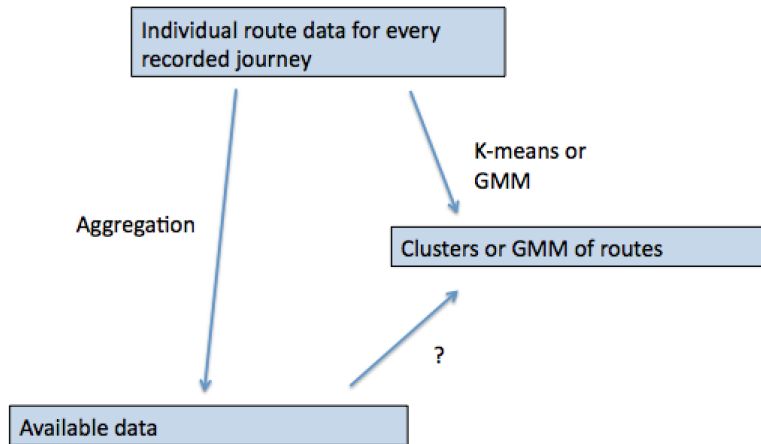 Individual route data for every
recorded journey
K-means or
GMM
Aggregation
Clusters or GMM of routes
?
Available data